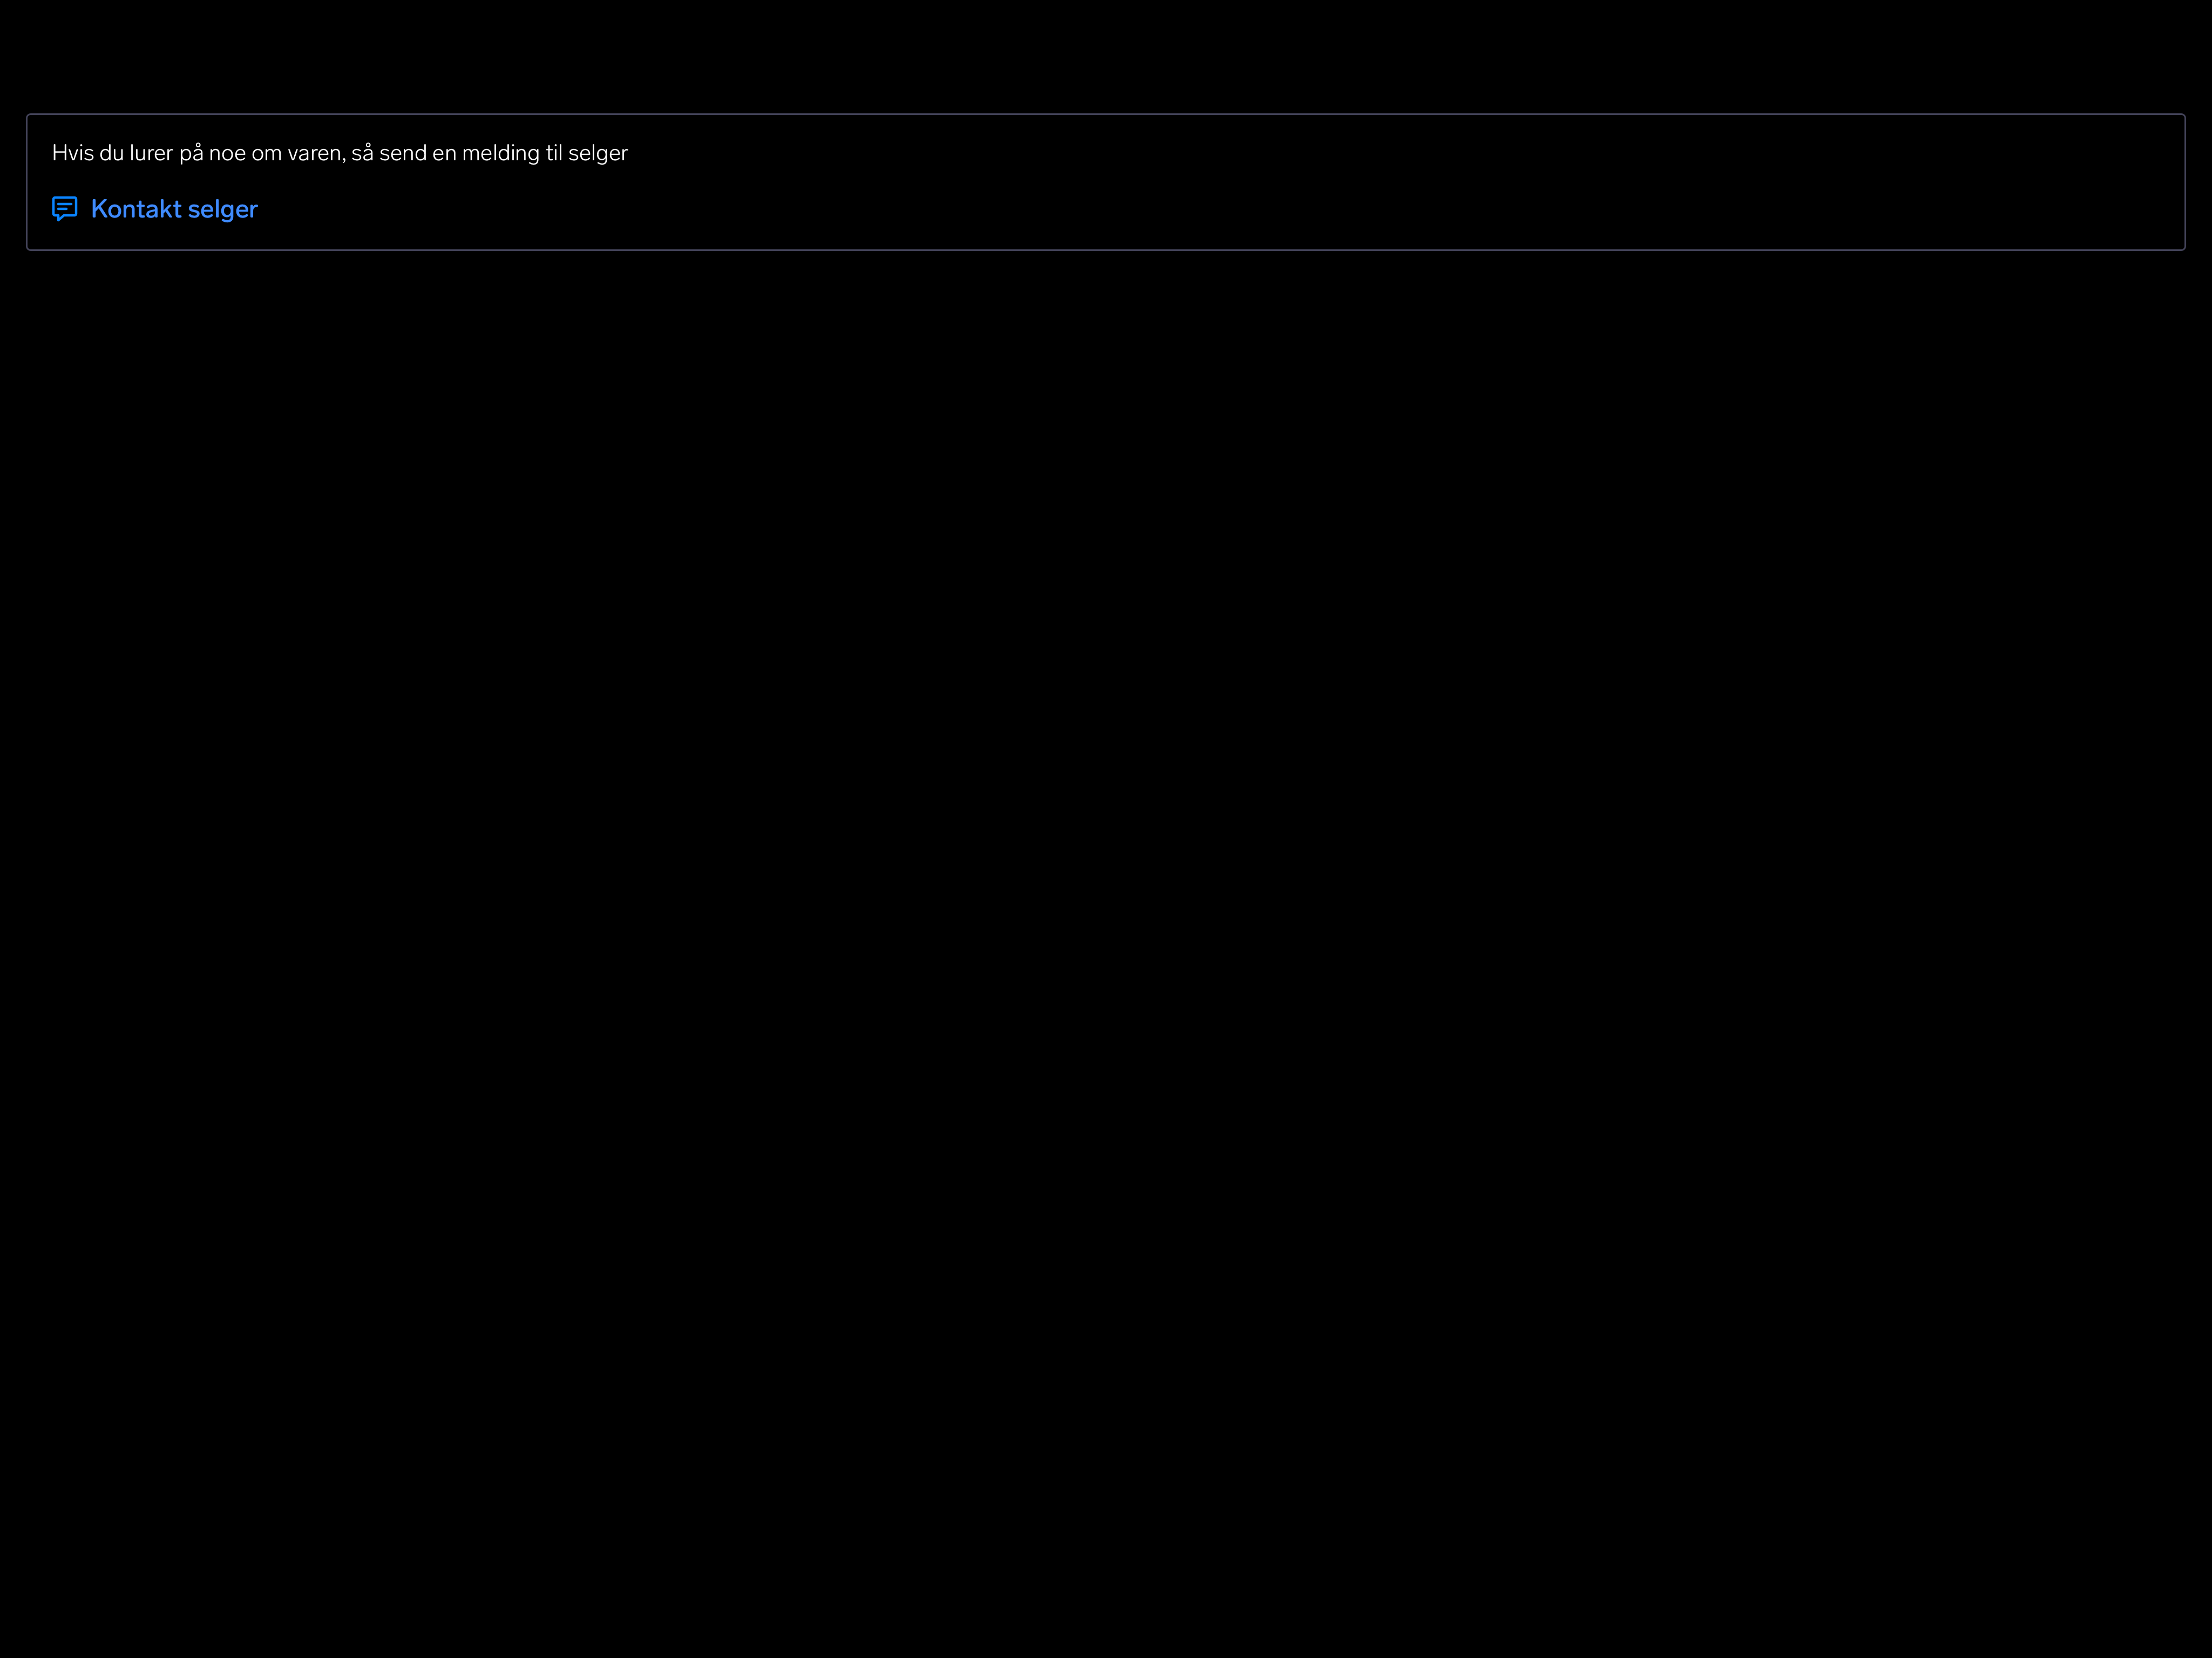 Hvis du lurer på noe om varen, så send en melding til selger
Kontakt selger